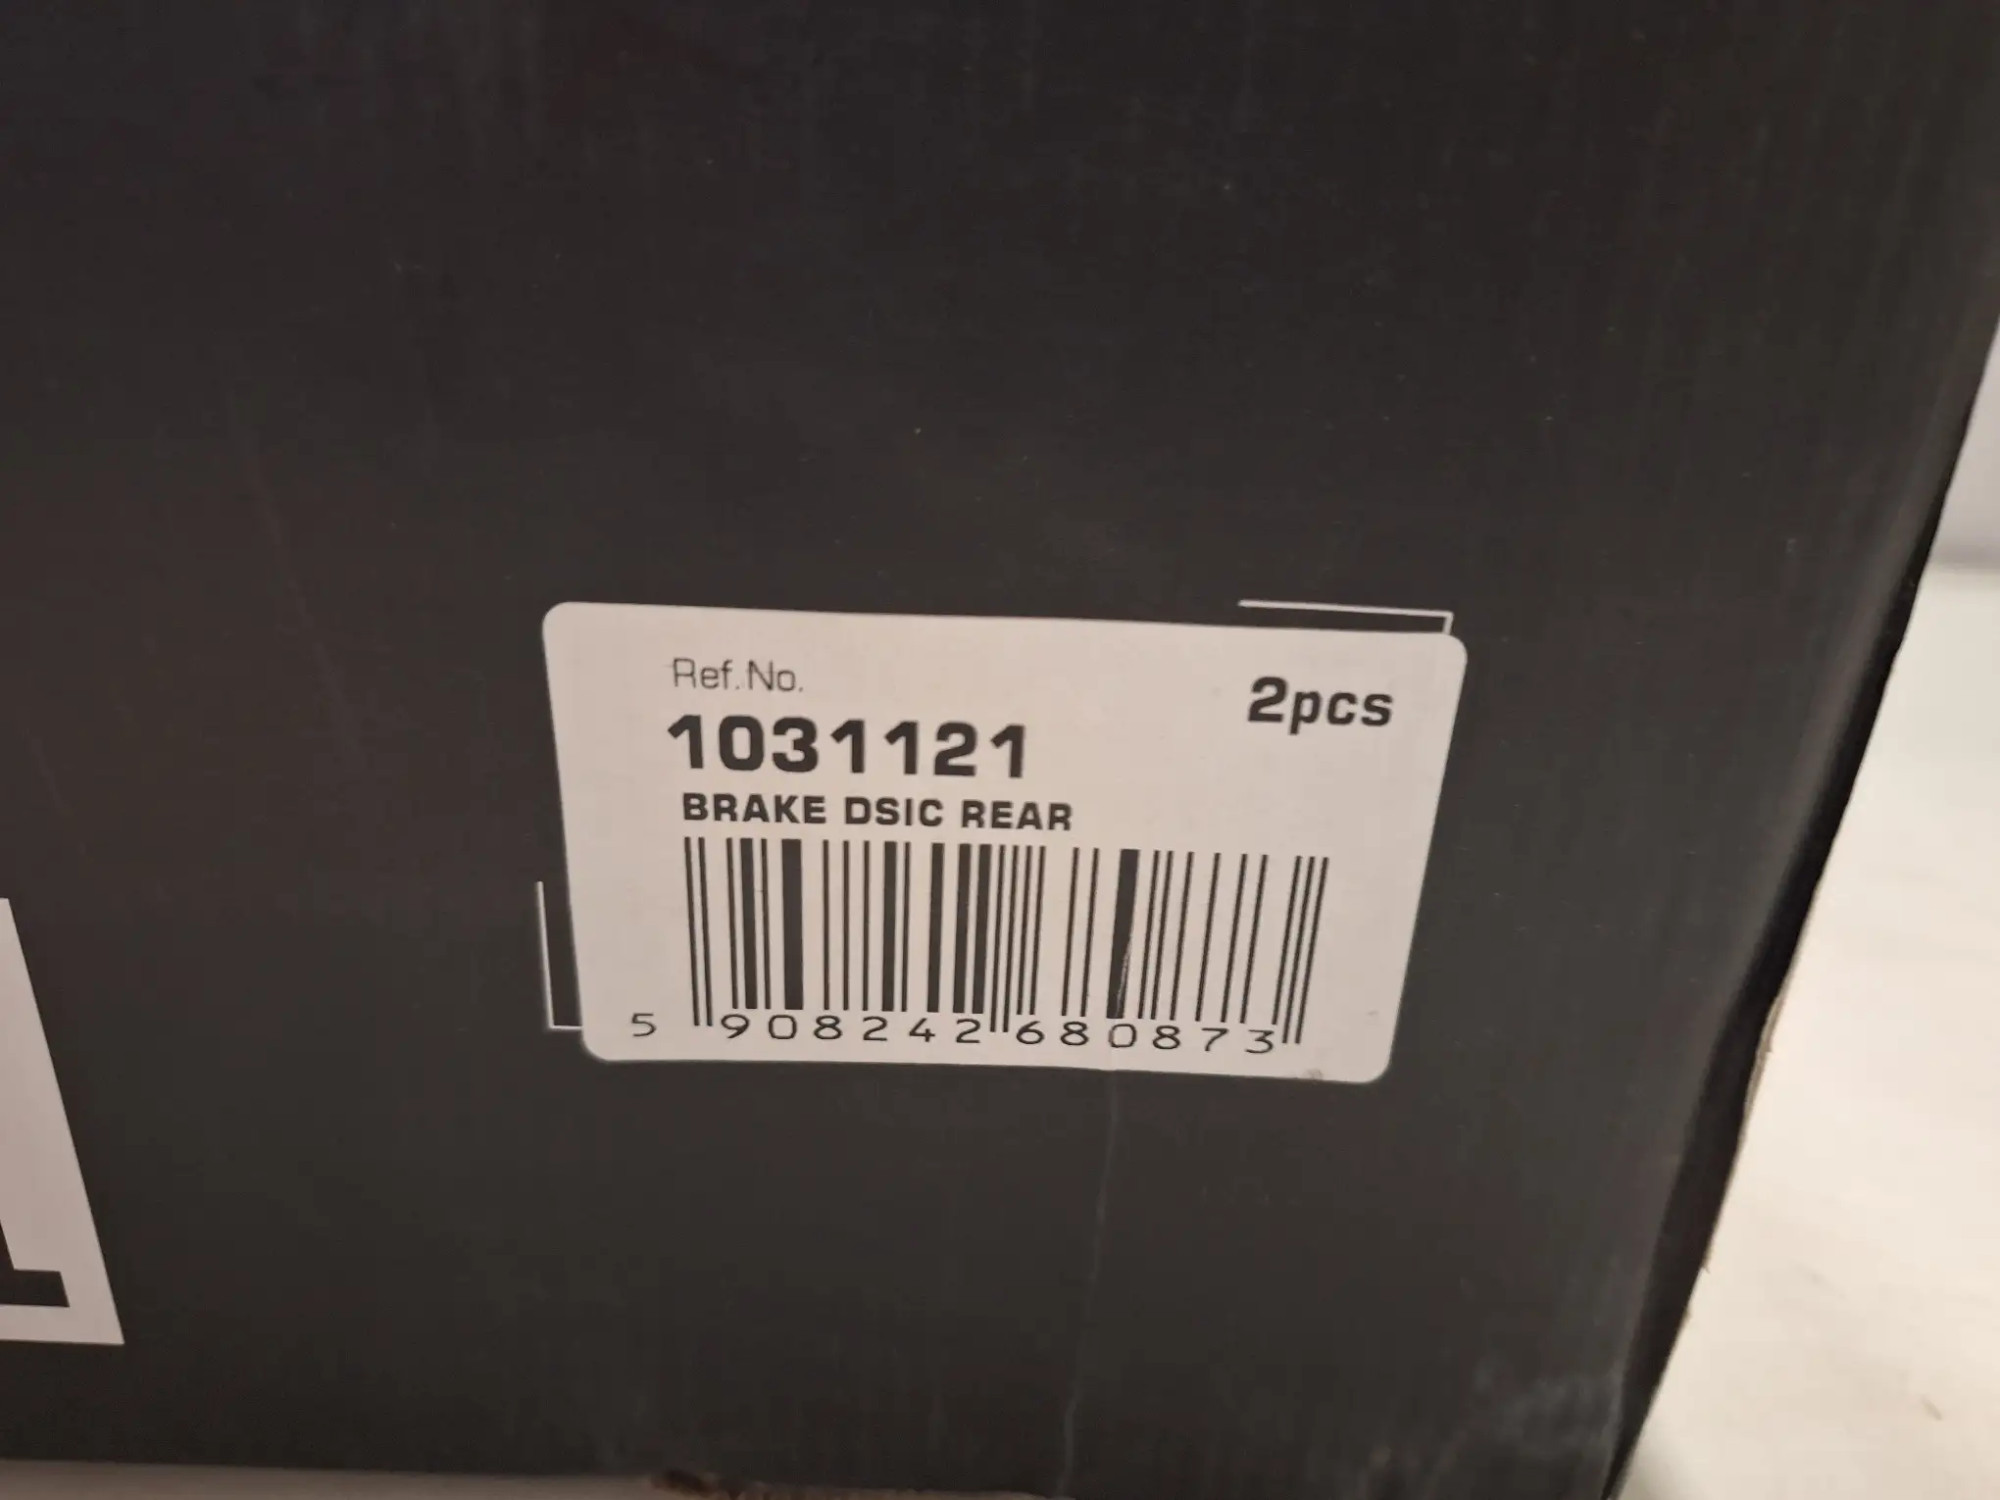 Ref.No.
2pcs
1031121
BRAKE DSIC REAR
5 908242 680873